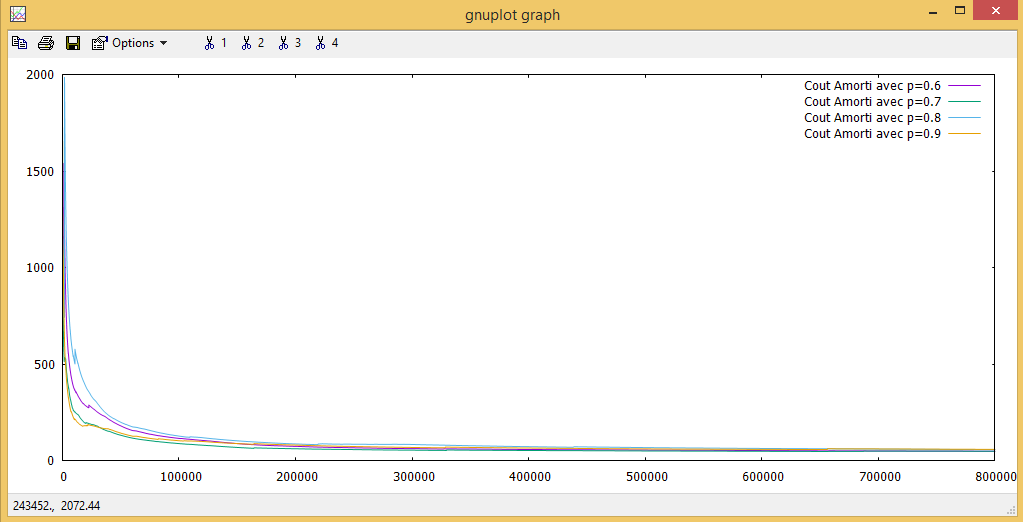 gnuplot graph
Options 1 2 3 4
2000
1500
1000
500
0
Cout Amorti avec p=0.6
Cout Amorti avec p=0.7
Cout Amorti avec p=0.8
Cout Amorti avec p=0.9
0 100000 200000 300000 400000 500000 600000 700000 800000
243452., 2072.44